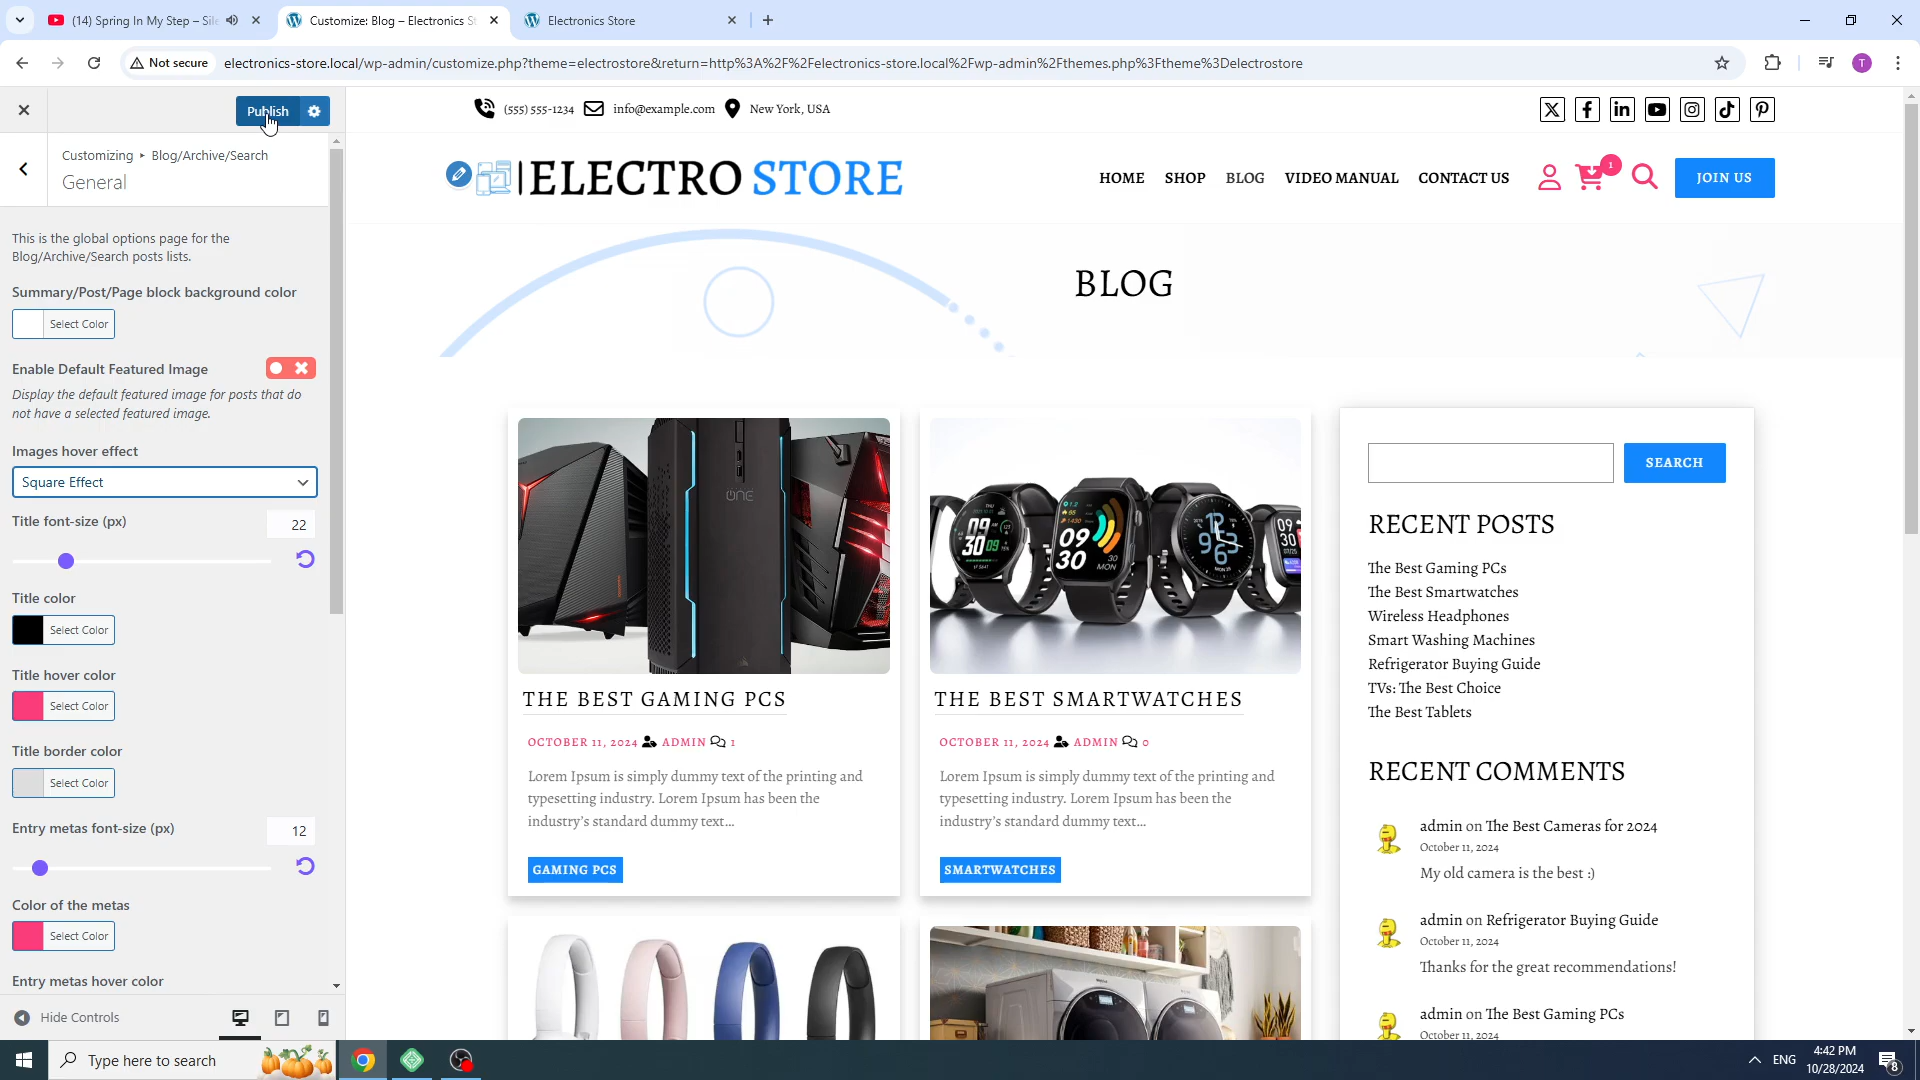 (14) Spring In My Step – Sile
Customize: Blog – Electronics S
Electronics Store
Not secure
electronics-store.local/wp-admin/customize.php?theme=electrostore&return=http%3A%2F%2Felectronics-store.local%2Fwp-admin%2Fthemes.php%3Ftheme%3Delectrostore
T
Publish
Customizing ▸ Blog/Archive/Search
General
This is the global options page for the
Blog/Archive/Search posts lists.
Summary/Post/Page block background color
Select Color
Enable Default Featured Image
Display the default featured image for posts that do
not have a selected featured image.
Images hover effect
Square Effect
Title font-size (px)
22
Title color
Select Color
Title hover color
Select Color
Title border color
Select Color
Entry metas font-size (px)
12
Color of the metas
Select Color
Entry metas hover color
Hide Controls
(555) 555-1234
info@example.com
New York, USA
ELECTRO STORE
HOME
SHOP
BLOG
VIDEO MANUAL
CONTACT US
1
JOIN US
BLOG
THE BEST GAMING PCS
OCTOBER 11, 2024 ADMIN 1
Lorem Ipsum is simply dummy text of the printing and
typesetting industry. Lorem Ipsum has been the
industry’s standard dummy text...
GAMING PCS
THE BEST SMARTWATCHES
OCTOBER 11, 2024 ADMIN 0
Lorem Ipsum is simply dummy text of the printing and
typesetting industry. Lorem Ipsum has been the
industry’s standard dummy text...
SMARTWATCHES
SEARCH
RECENT POSTS
The Best Gaming PCs
The Best Smartwatches
Wireless Headphones
Smart Washing Machines
Refrigerator Buying Guide
TVs: The Best Choice
The Best Tablets
RECENT COMMENTS
admin on The Best Cameras for 2024
October 11, 2024
My old camera is the best :)
admin on Refrigerator Buying Guide
October 11, 2024
Thanks for the great recommendations!
admin on The Best Gaming PCs
October 11, 2024
Type here to search
ENG
4:42 PM
10/28/2024
8